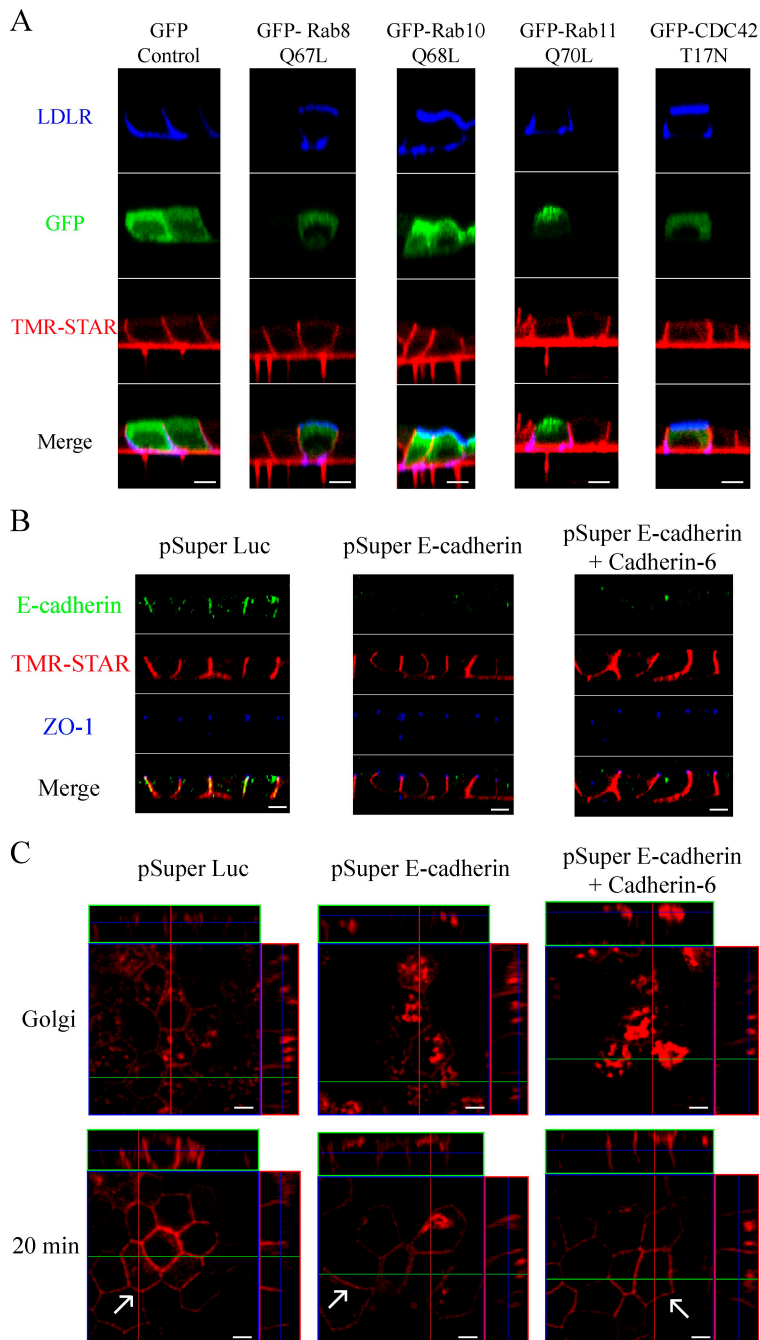 A
GFP Control
GFP- Rab8 Q67L
GFP-Rab10 Q68L
GFP-Rab11 Q70L
GFP-CDC42 T17N
LDLR
GFP
TMR-STAR
Merge
B
pSuper Luc
pSuper E-cadherin
pSuper E-cadherin + Cadherin-6
E-cadherin
TMR-STAR
ZO-1
Merge
C
pSuper Luc
pSuper E-cadherin
pSuper E-cadherin + Cadherin-6
Golgi
20 min